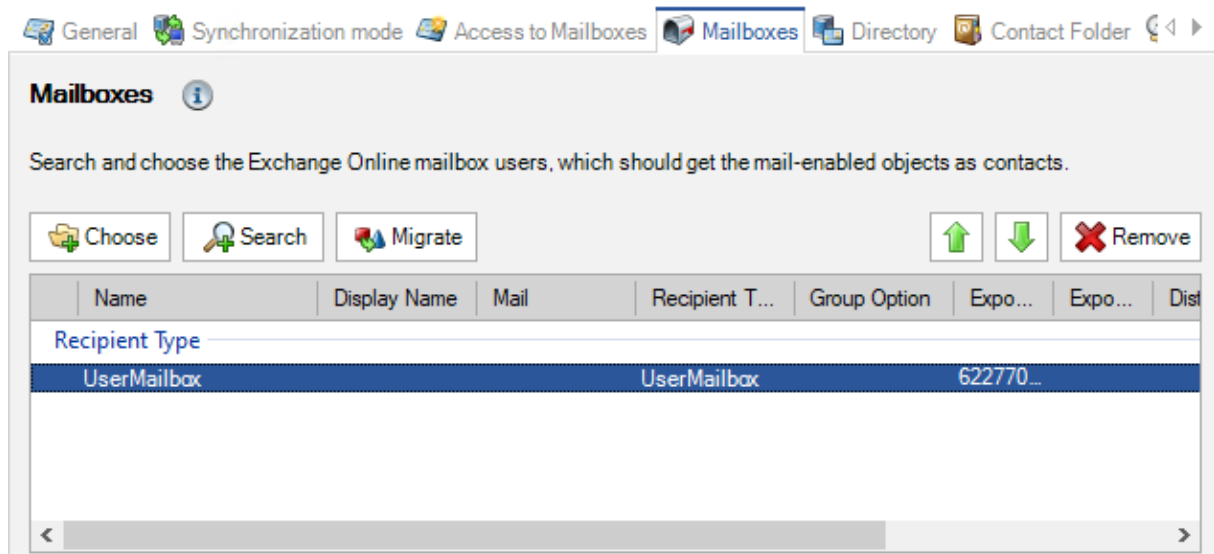 General Synchronization mode Access to Mailboxes Mailboxes Directory Contact Folder
Mailboxes
Search and choose the Exchange Online mailbox users, which should get the mail-enabled objects as contacts.
Choose Search Migrate Remove
Name Display Name Mail Recipient T... Group Option Expo... Expo... Dist
Recipient Type
UserMailbox UserMailbox 622770...